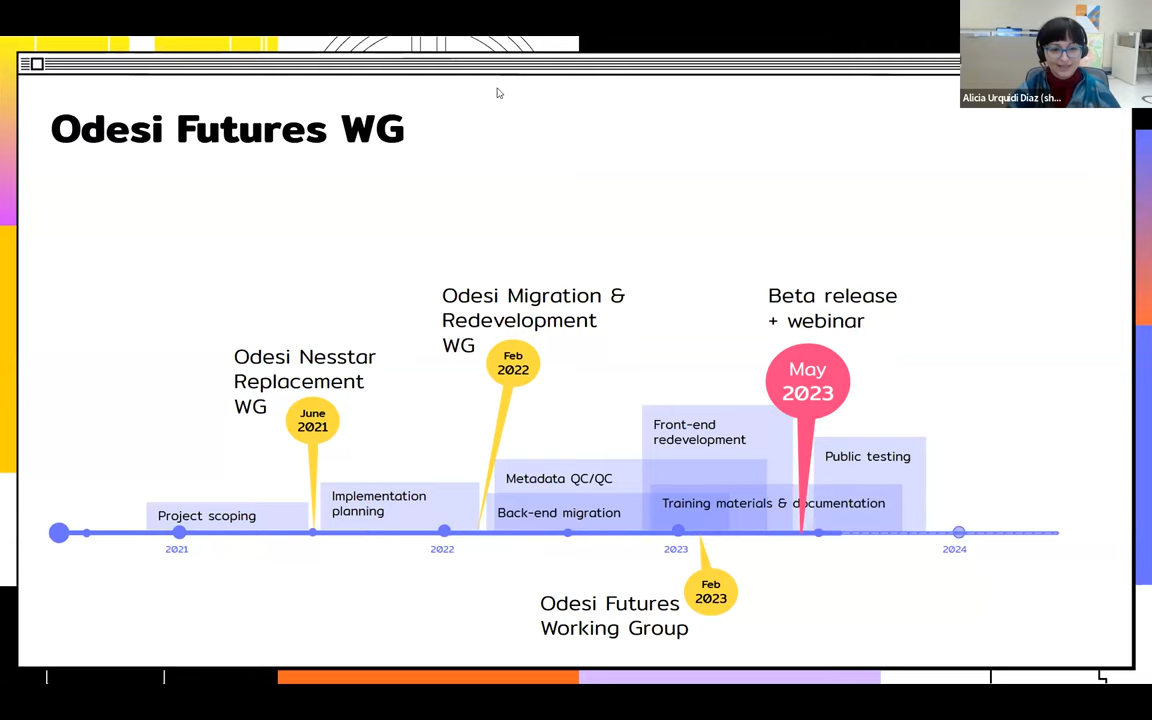 Alicia Urquidi Díaz (sh...
Odesi Futures WG
Odesi Migration &
Redevelopment
WG
Feb
2022
Beta release
+ webinar
May
2023
Odesi Nesstar
Replacement
WG
June
2021
Front-end
redevelopment
Public testing
Metadata QC/QC
Implementation
planning
Training materials & documentation
Project scoping
Back-end migration
2021
2022
2023
2024
Feb
2023
Odesi Futures
Working Group